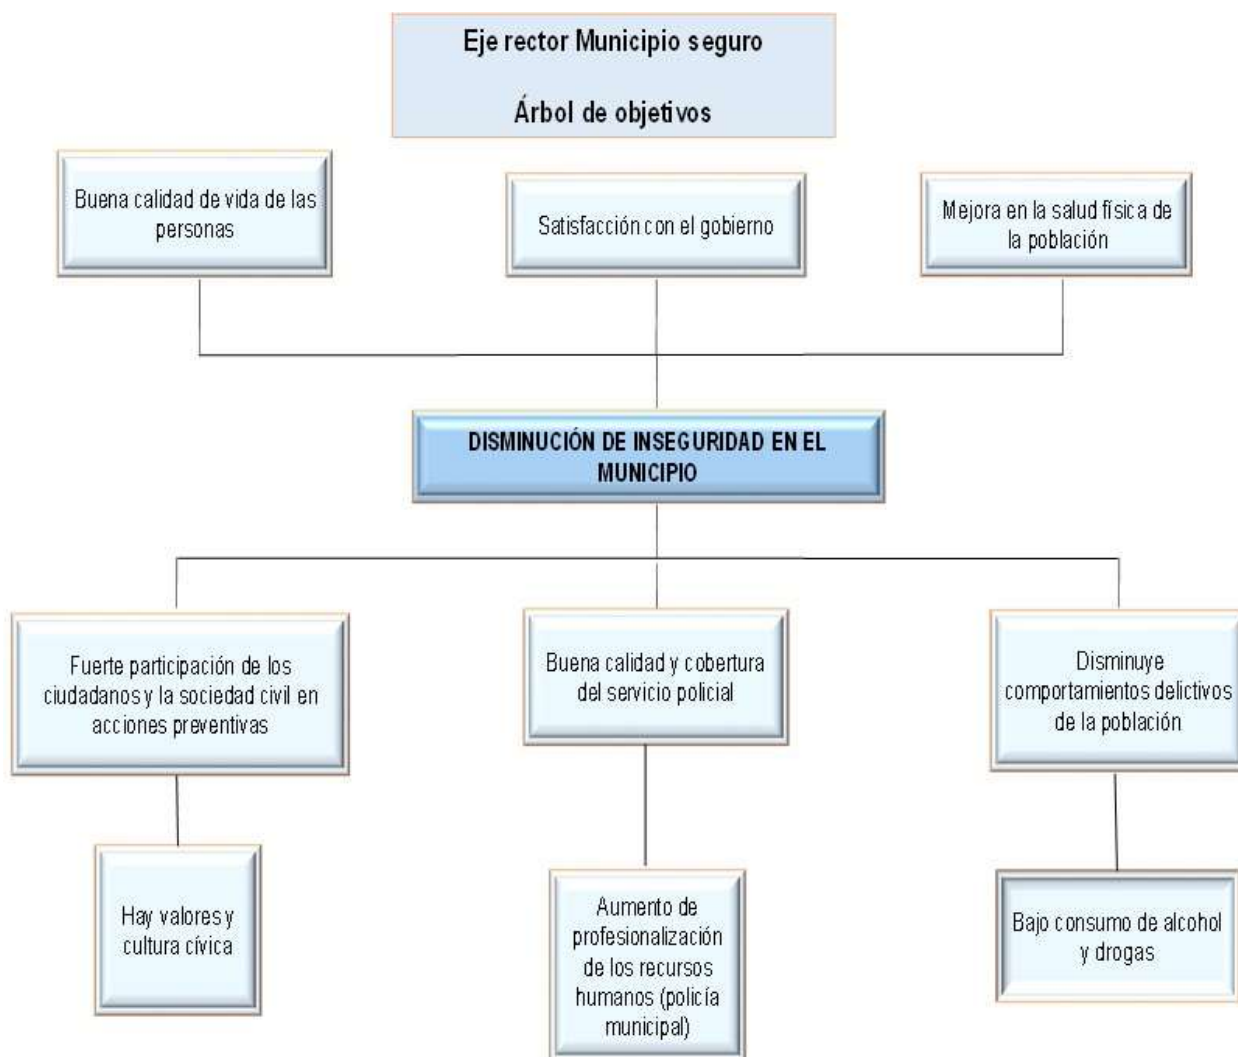 Eje rector Municipio seguro
Árbol de objetivos
Buena calidad de vida de las
personas
Satisfacción con el gobierno
Mejora en la salud física de
la población
DISMINUCIÓN DE INSEGURIDAD EN EL
MUNICIPIO
Fuerte participación de los
ciudadanos y la sociedad civil en
acciones preventivas
Buena calidad y cobertura
del servicio policial
Disminuye
comportamientos delictivos
de la población
Hay valores y
cultura cívica
Aumento de
profesionalización
de los recursos
humanos (policía
municipal)
Bajo consumo de alcohol
y drogas